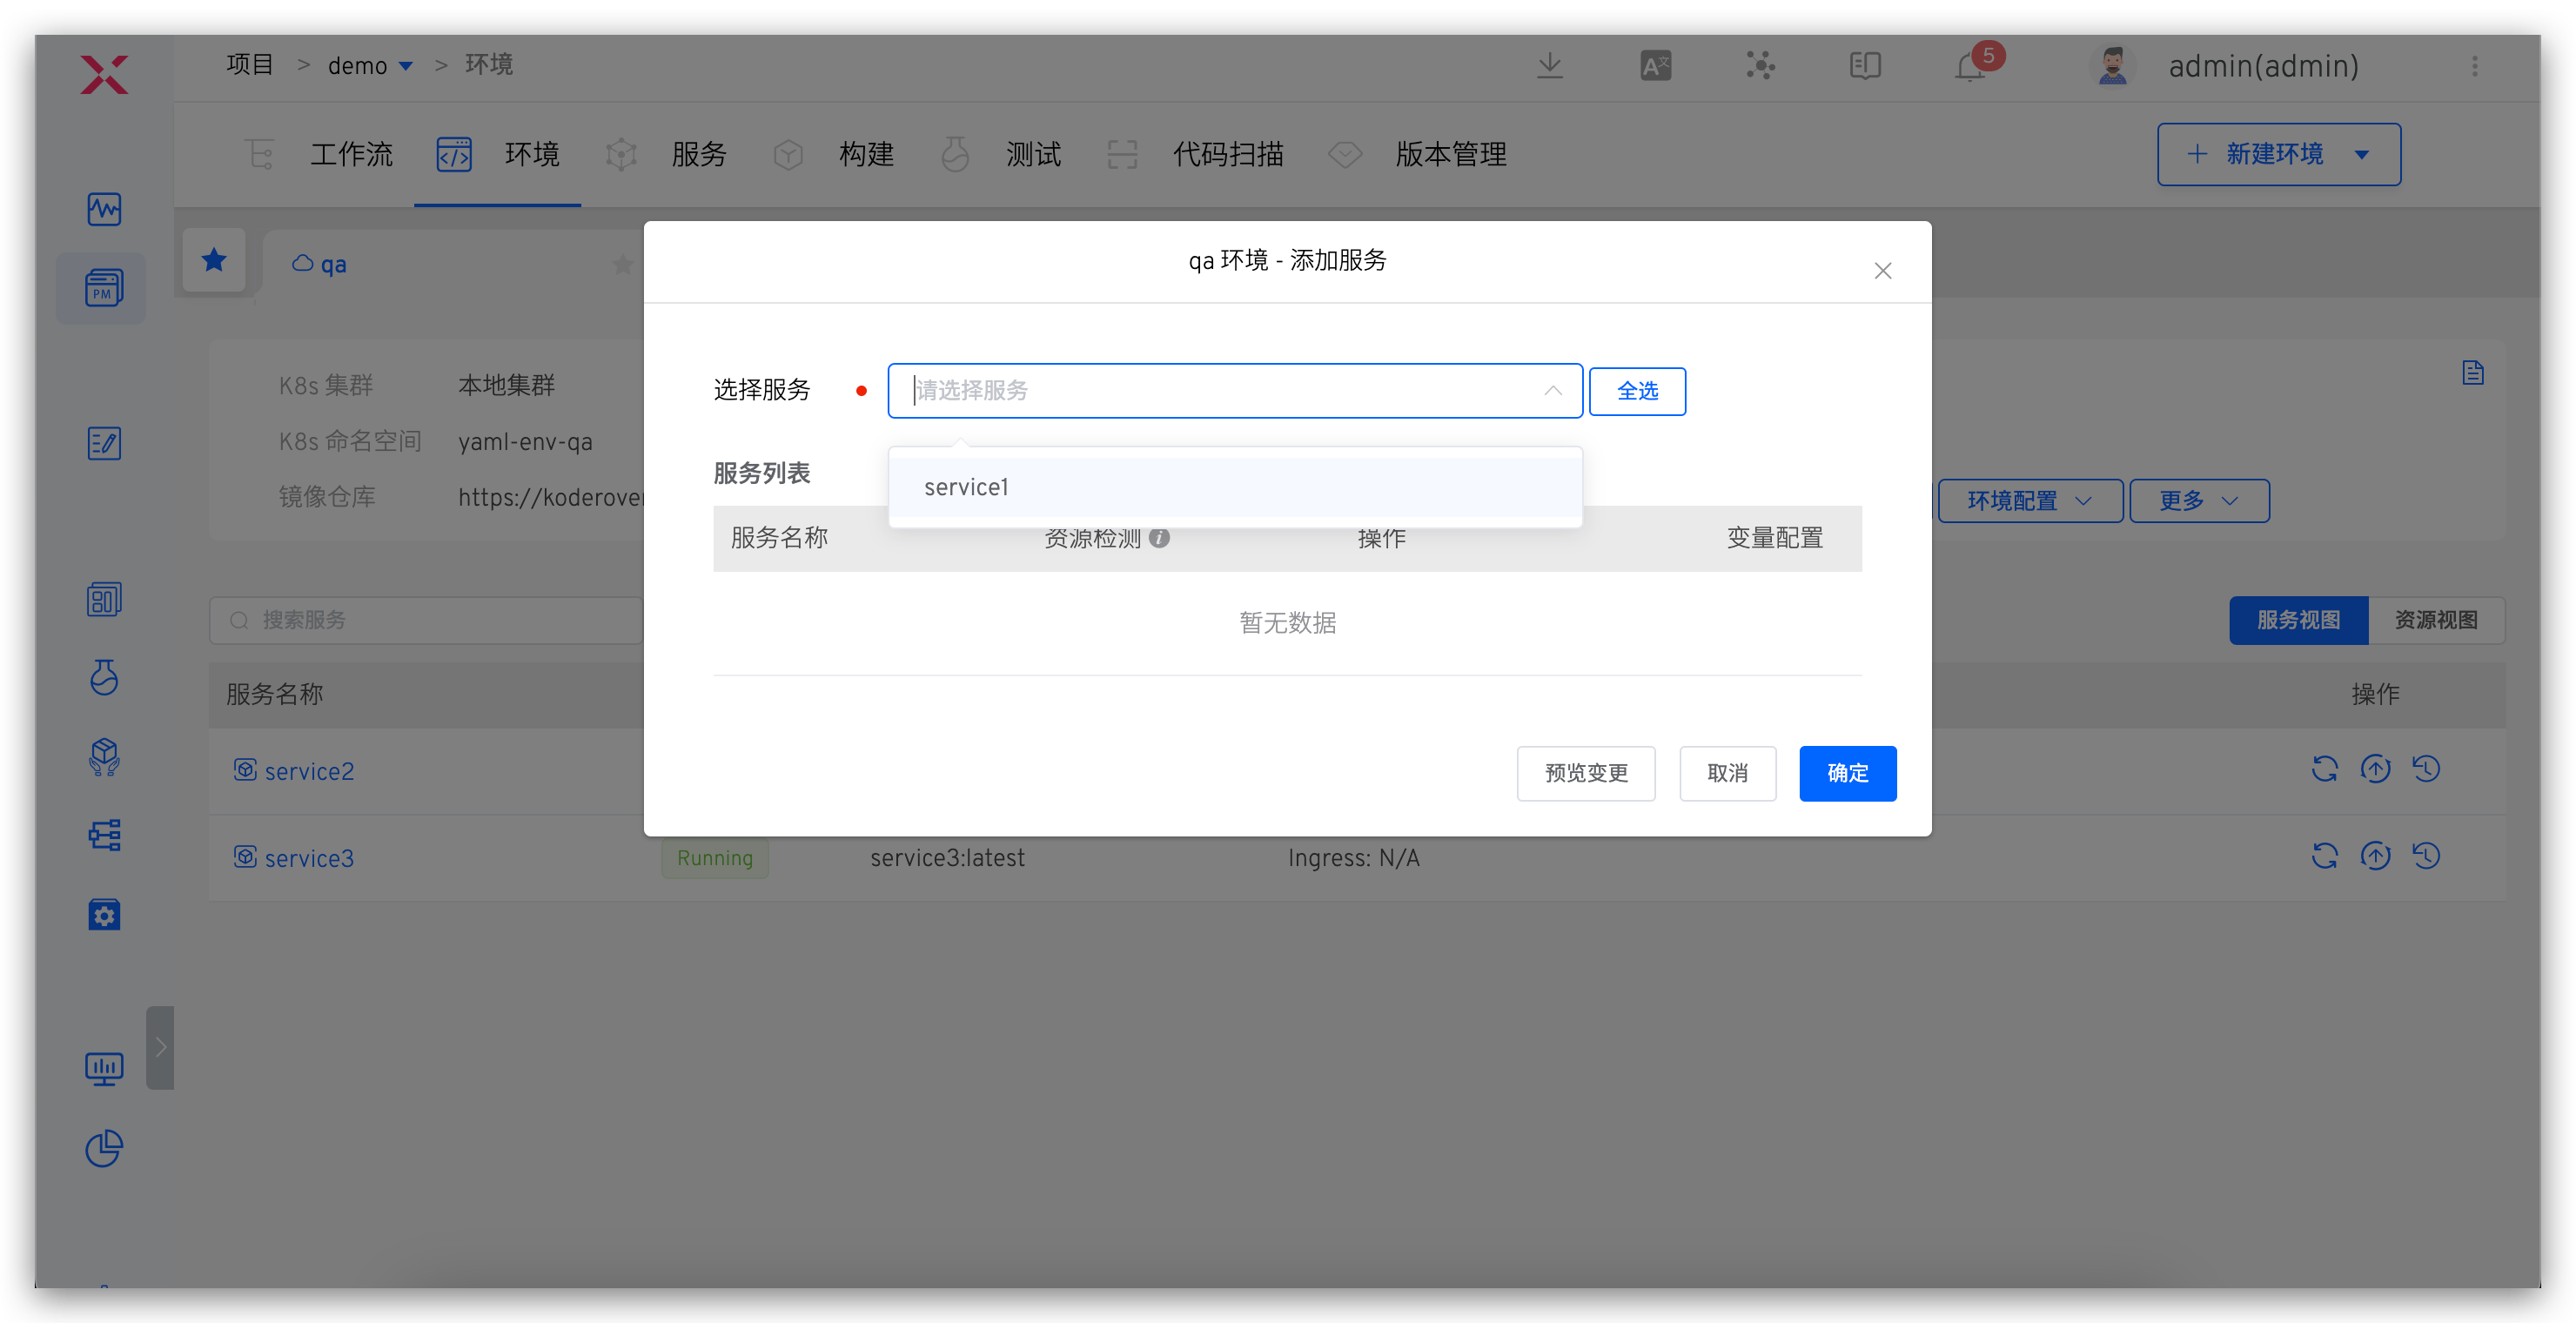 项目 > demo > 环境
5
admin(admin)
工作流 环境 服务 构建 测试 代码扫描 版本管理
+ 新建环境
PM
qa
K8s 集群 本地集群
K8s 命名空间 yaml-env-qa
镜像仓库 https://koderover
环境配置 更多
搜索服务
服务视图 资源视图
服务名称 操作
service2
service3 Running service3:latest Ingress: N/A
qa 环境 - 添加服务
选择服务 请选择服务 全选
service1
服务列表
服务名称 资源检测 操作 变量配置
暂无数据
预览变更 取消 确定